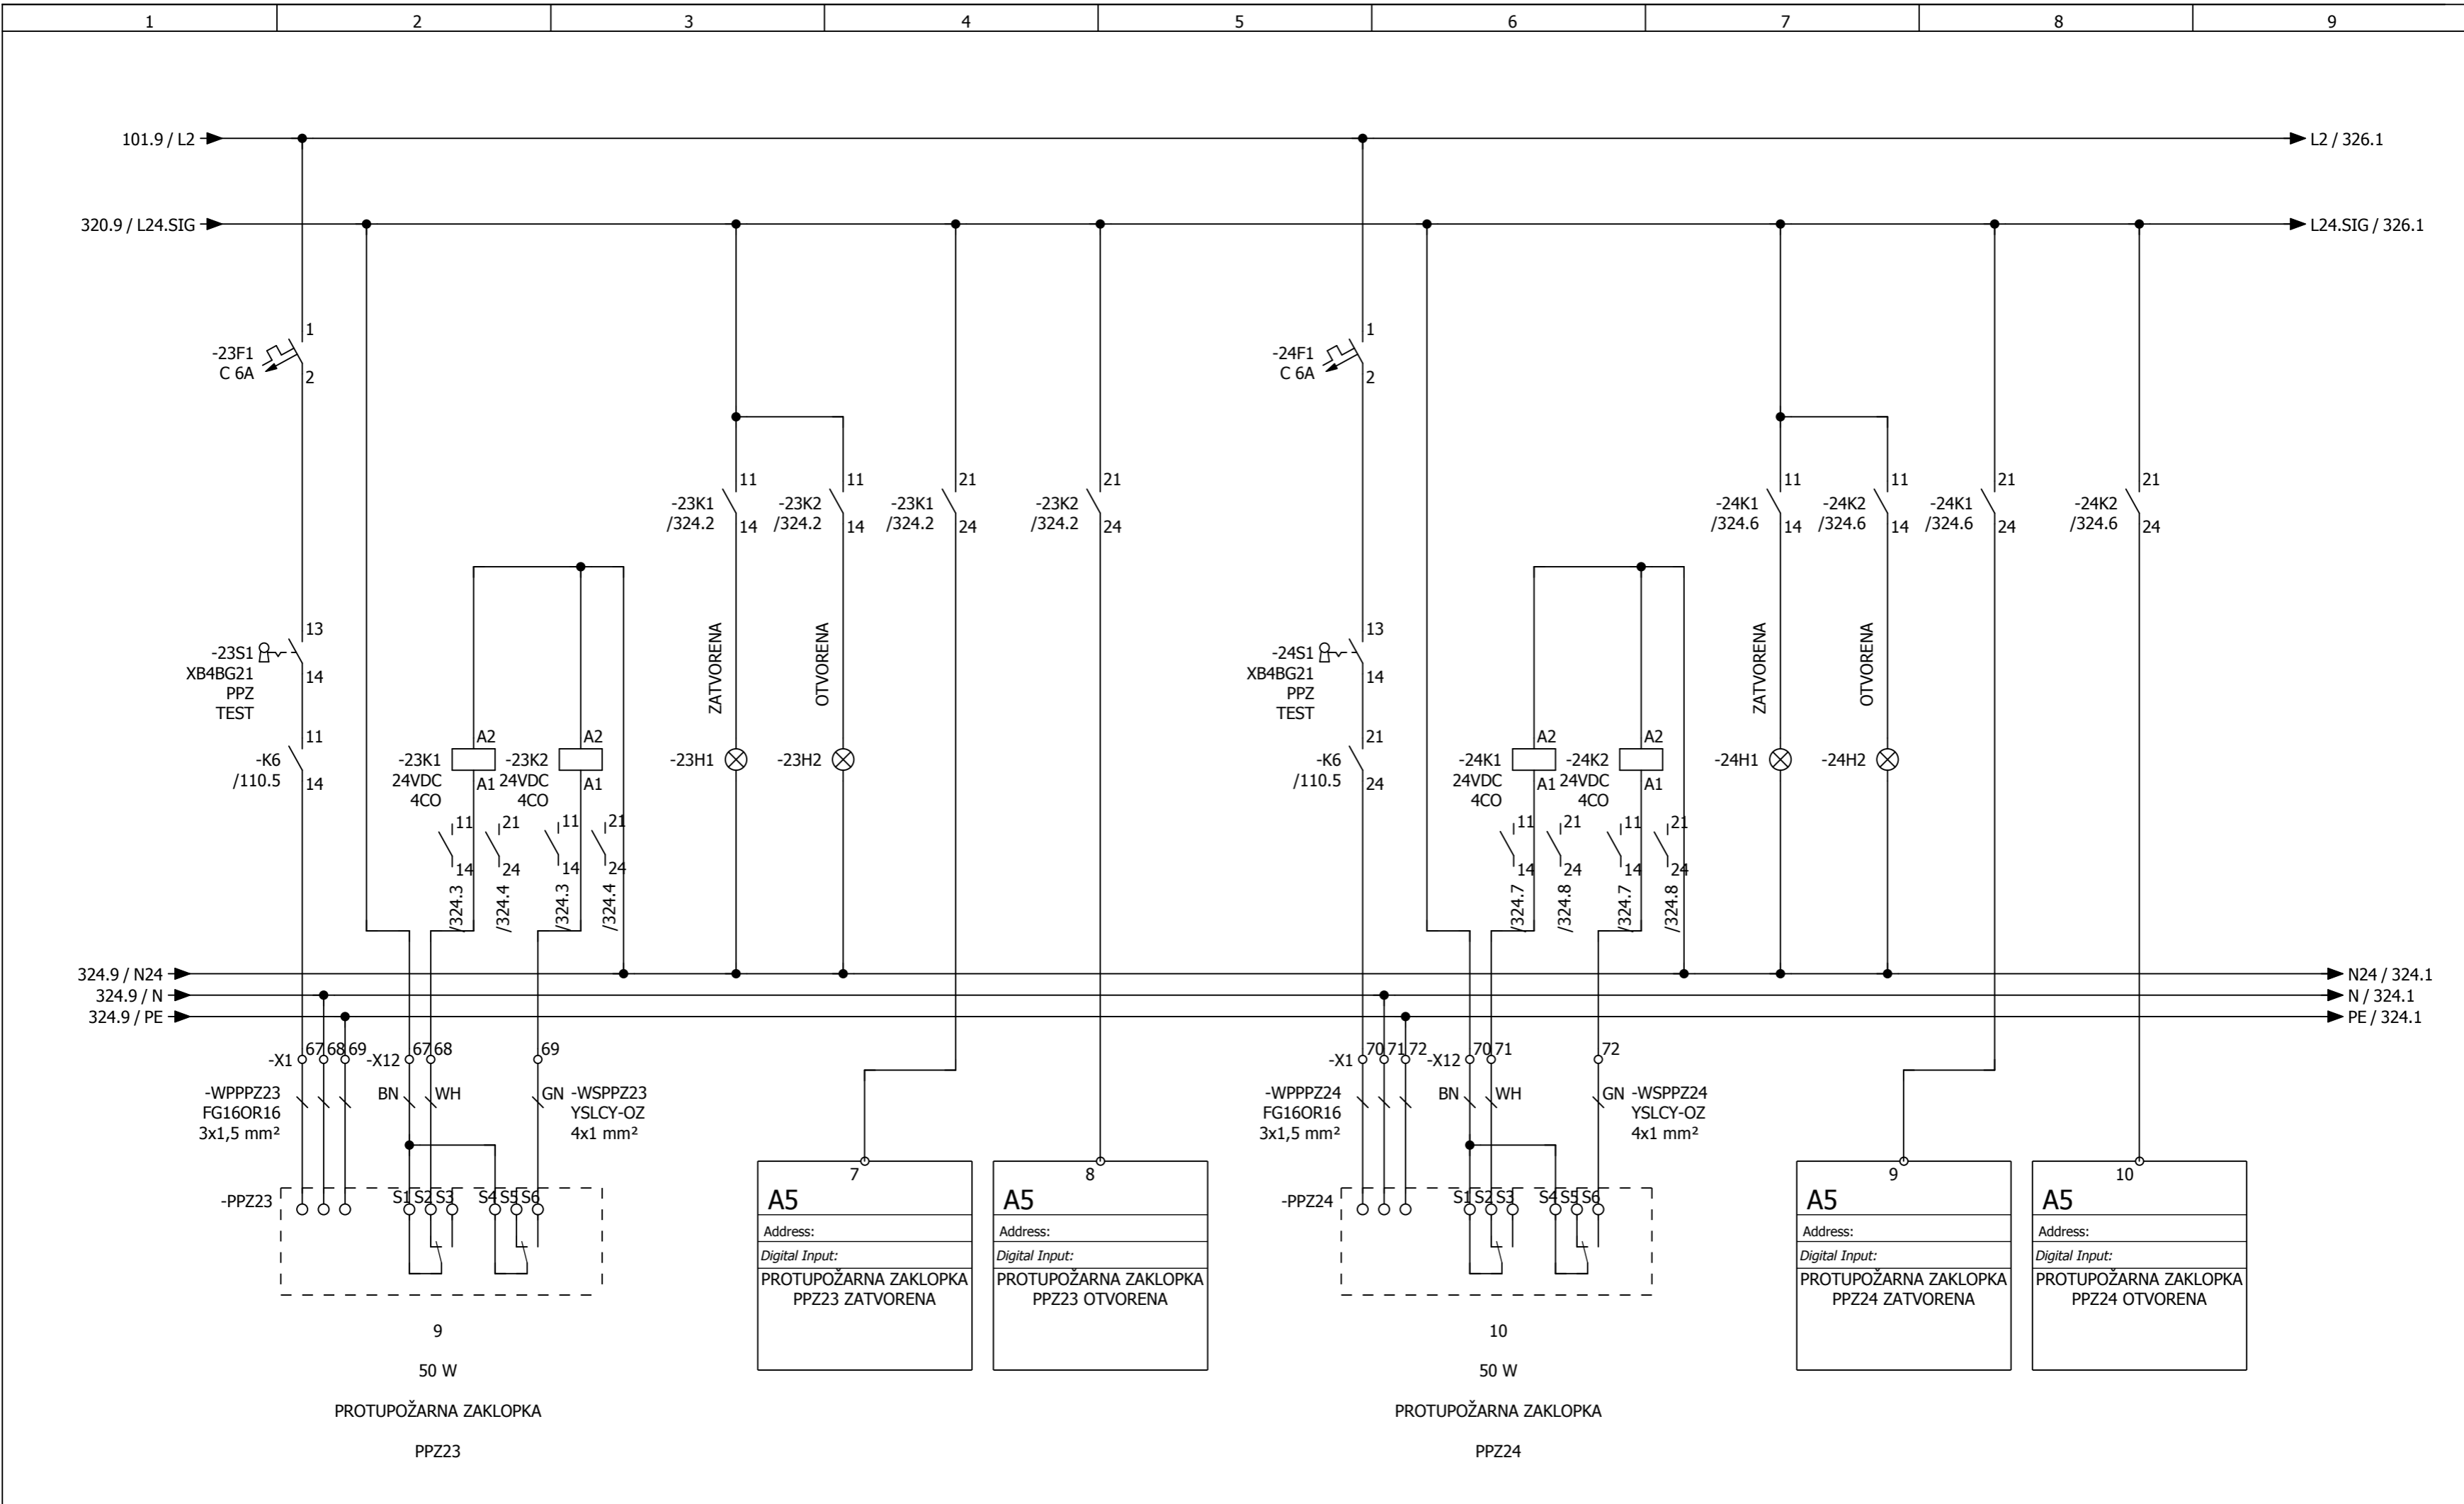 1 2 3 4 5 6 7 8 9
101.9 / L2
L2 / 326.1
320.9 / L24.SIG
L24.SIG / 326.1
1
-23F1
C 6A
2
1
-24F1
C 6A
2
11
-23K1
/324.2
14
11
-23K2
/324.2
14
21
-23K1
/324.2
24
21
-23K2
/324.2
24
11
-24K1
/324.6
14
11
-24K2
/324.6
14
21
-24K1
/324.6
24
21
-24K2
/324.6
24
13
-23S1
XB4BG21
14
PPZ
TEST
11
-K6
/110.5
14
A2
-23K1
24VDC
A1
4CO
11
14
/324.3
21
24
/324.4
A2
-23K2
24VDC
A1
4CO
11
14
/324.3
21
24
/324.4
ZATVORENA
-23H1
OTVORENA
-23H2
13
-24S1
XB4BG21
14
PPZ
TEST
21
-K6
/110.5
24
A2
-24K1
24VDC
A1
4CO
11
14
/324.7
21
24
/324.8
A2
-24K2
24VDC
A1
4CO
11
14
/324.7
21
24
/324.8
ZATVORENA
-24H1
OTVORENA
-24H2
324.9 / N24
N24 / 324.1
324.9 / N
N / 324.1
324.9 / PE
PE / 324.1
-X1 67 68 69
-X12 67 68 69
-WPPPZ23
FG16OR16
3x1,5 mm²
BN WH GN
-WSPPZ23
YSLCY-OZ
4x1 mm²
-PPZ23
S1 S2 S3 S4 S5 S6
9
50 W
PROTUPOŽARNA ZAKLOPKA
PPZ23
7
A5
Address:
Digital Input:
PROTUPOŽARNA ZAKLOPKA
PPZ23 ZATVORENA
8
A5
Address:
Digital Input:
PROTUPOŽARNA ZAKLOPKA
PPZ23 OTVORENA
-X1 70 71 72
-X12 70 71 72
-WPPPZ24
FG16OR16
3x1,5 mm²
BN WH GN
-WSPPZ24
YSLCY-OZ
4x1 mm²
-PPZ24
S1 S2 S3 S4 S5 S6
10
50 W
PROTUPOŽARNA ZAKLOPKA
PPZ24
9
A5
Address:
Digital Input:
PROTUPOŽARNA ZAKLOPKA
PPZ24 ZATVORENA
10
A5
Address:
Digital Input:
PROTUPOŽARNA ZAKLOPKA
PPZ24 OTVORENA